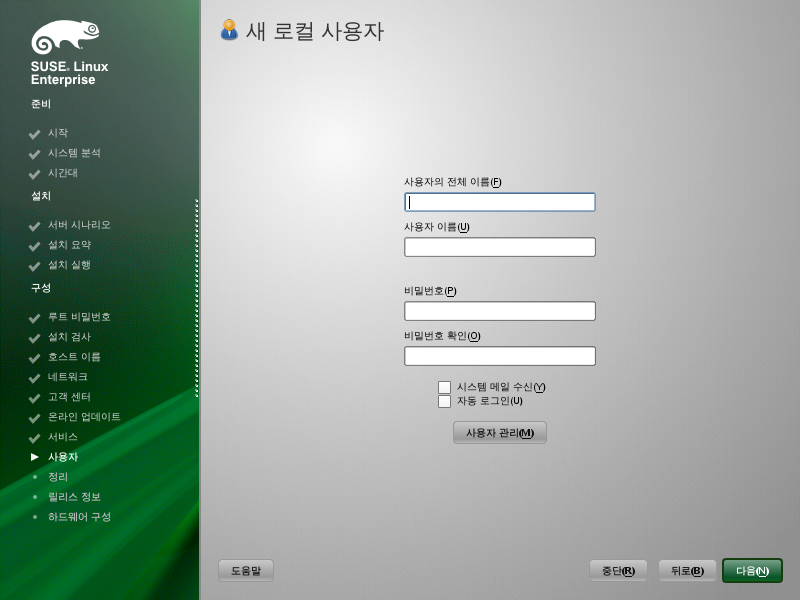 SUSE. Linux
Enterprise
준비
시작
시스템 분석
시간대
설치
서버 시나리오
설치 요약
설치 실행
구성
루트 비밀번호
설치 검사
호스트 이름
네트워크
고객 센터
온라인 업데이트
서비스
사용자
정리
릴리스 정보
하드웨어 구성
새 로컬 사용자
사용자의 전체 이름(F)
사용자 이름(U)
비밀번호(P)
비밀번호 확인(O)
시스템 메일 수신(Y)
자동 로그인(U)
사용자 관리(M)
도움말
중단(R)
뒤로(B)
다음(N)